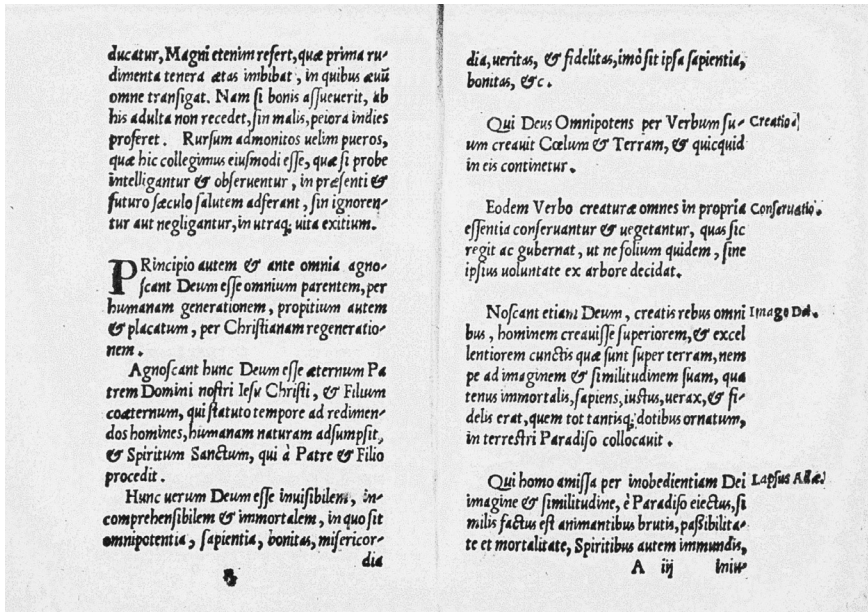 ducatur, Magni etenim refert, quæ prima ru-
dimenta tenera ætas imbibat, in quibus æuũ
omne transigat. Nam si bonis assueuerit, ab
his adulta non recedet, sin malis, peiora indies
proferet. Rursum admonitos uelim pueros,
quæ hic collegimus eiusmodi esse, quæ si probe
intelligantur & obseruentur, in præsenti &
futuro sæculo salutem adferant, sin ignoren-
tur aut negligantur, in utraq; uita exitium.
PRincipio autem & ante omnia agno-
scant Deum esse omnium parentem, per
humanam generationem, propitium autem
& placatum, per Christianam regeneratio-
nem.
Agnoscant hunc Deum esse æternum Pa
trem Domini nostri Iesu Christi, & Filium
coæternum, qui statuto tempore ad redimen-
dos homines, humanam naturam adsumpsit,
& Spiritum Sanctum, qui à Patre & Filio
procedit.
Hunc uerum Deum esse inuisibilem, in-
comprehensibilem & immortalem, in quo sit
omnipotentia, sapientia, bonitas, misericor-
dia
dia, ueritas, & fidelitas, imò sit ipsa sapientia,
bonitas, &c.
Qui Deus Omnipotens per Verbum su- Creatio
um creauit Cœlum & Terram, & quicquid
in eis continetur.
Eodem Verbo creaturæ omnes in propria Conseruatio.
essentia conseruantur & uegetantur, quas sic
regit ac gubernat, ut ne folium quidem, sine
ipsius uoluntate ex arbore decidat.
Noscant etiam Deum, creatis rebus omni Imago Dei.
bus, hominem creauisse superiorem, & excel
lentiorem cunctis quæ sunt super terram, nem
pe ad imaginem & similitudinem suam, qua
tenus immortalis, sapiens, iustus, uerax, & fi-
delis erat, quem tot tantisq; dotibus ornatum,
in terrestri Paradiso collocauit.
Qui homo amissa per inobedientiam Dei Lapsus Adæ.
imagine & similitudine, è Paradiso eiectus, si
milis factus est animantibus brutis, paßibilita-
te et mortalitate, Spiritibus autem immundis,
A iij iniu-